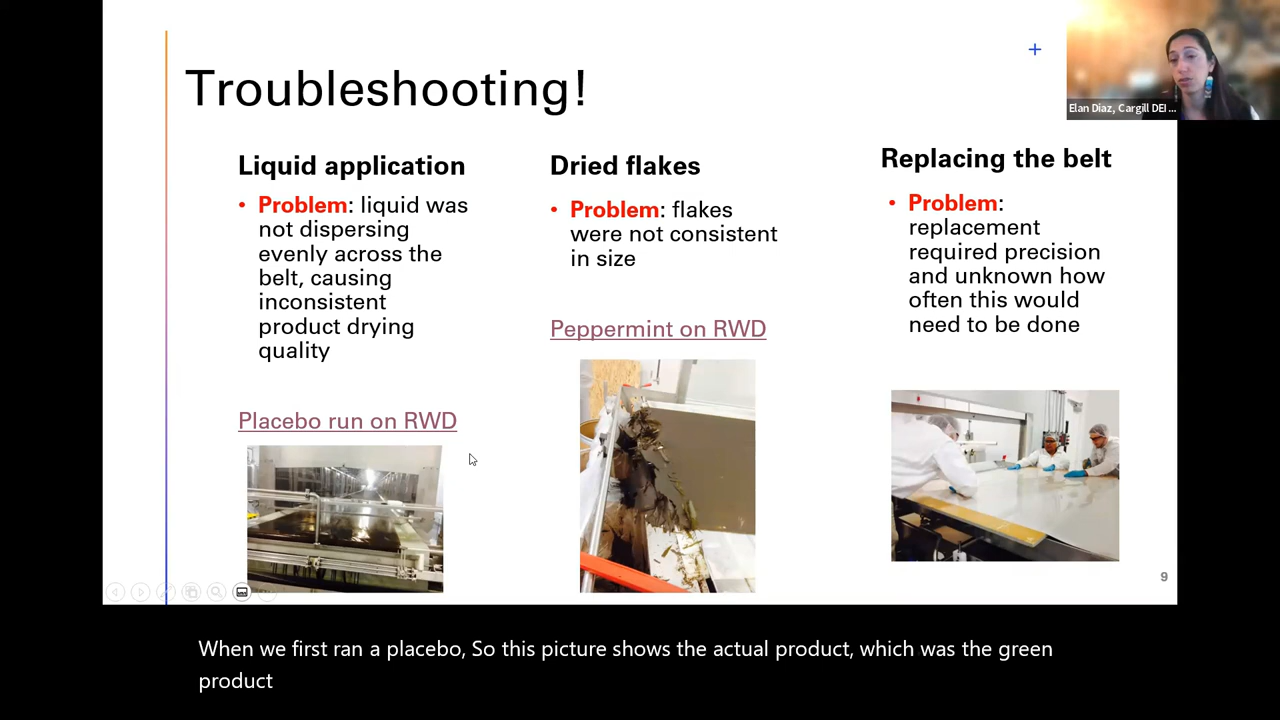 Troubleshooting!
Elan Diaz, Cargill DEI ...
Liquid application
• Problem: liquid was
not dispersing
evenly across the
belt, causing
inconsistent
product drying
quality
Placebo run on RWD
Dried flakes
• Problem: flakes
were not consistent
in size
Peppermint on RWD
Replacing the belt
• Problem:
replacement
required precision
and unknown how
often this would
need to be done
9
When we first ran a placebo, So this picture shows the actual product, which was the green
product